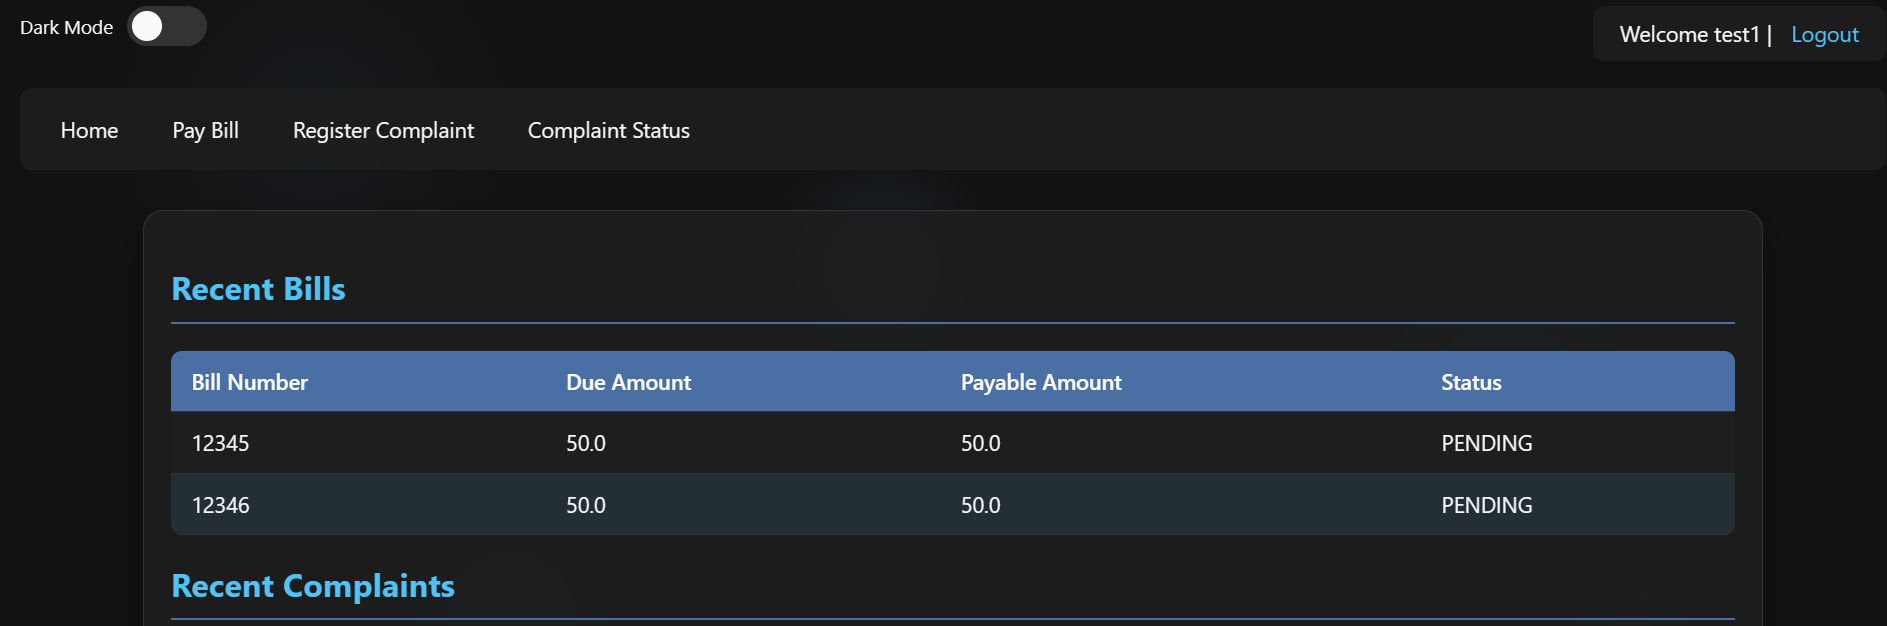 Dark Mode
Welcome test1 | Logout
Home Pay Bill Register Complaint Complaint Status
Recent Bills
Bill Number Due Amount Payable Amount Status
12345 50.0 50.0 PENDING
12346 50.0 50.0 PENDING
Recent Complaints